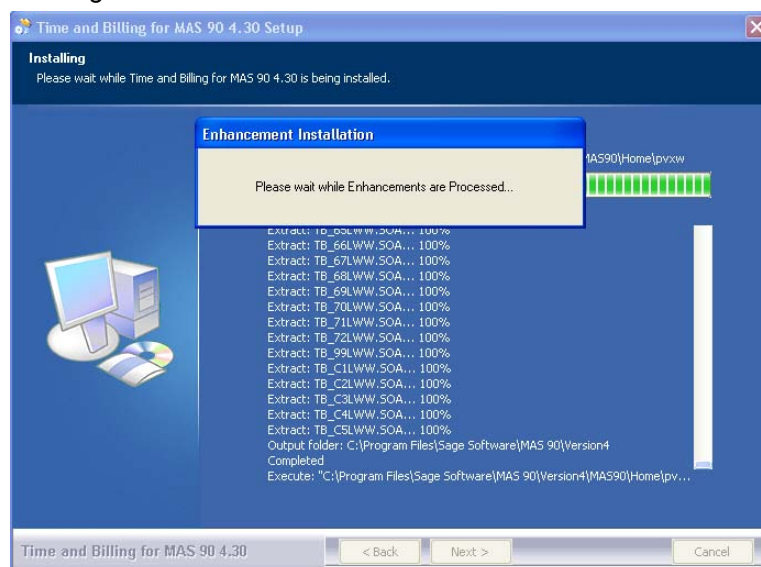 Time and Billing for MAS 90 4.30 Setup
Installing
Please wait while Time and Billing for MAS 90 4.30 is being installed.
Enhancement Installation
MAS90\Home\pvxw
Please wait while Enhancements are Processed...
Extract: TB_65LWW.SOA... 100%
Extract: TB_66LWW.SOA... 100%
Extract: TB_67LWW.SOA... 100%
Extract: TB_68LWW.SOA... 100%
Extract: TB_69LWW.SOA... 100%
Extract: TB_70LWW.SOA... 100%
Extract: TB_71LWW.SOA... 100%
Extract: TB_72LWW.SOA... 100%
Extract: TB_99LWW.SOA... 100%
Extract: TB_C1LWW.SOA... 100%
Extract: TB_C2LWW.SOA... 100%
Extract: TB_C3LWW.SOA... 100%
Extract: TB_C4LWW.SOA... 100%
Extract: TB_C5LWW.SOA... 100%
Output folder: C:\Program Files\Sage Software\MAS 90\Version4
Completed
Execute: "C:\Program Files\Sage Software\MAS 90\Version4\MAS90\Home\pv...
Time and Billing for MAS 90 4.30
< Back
Next >
Cancel